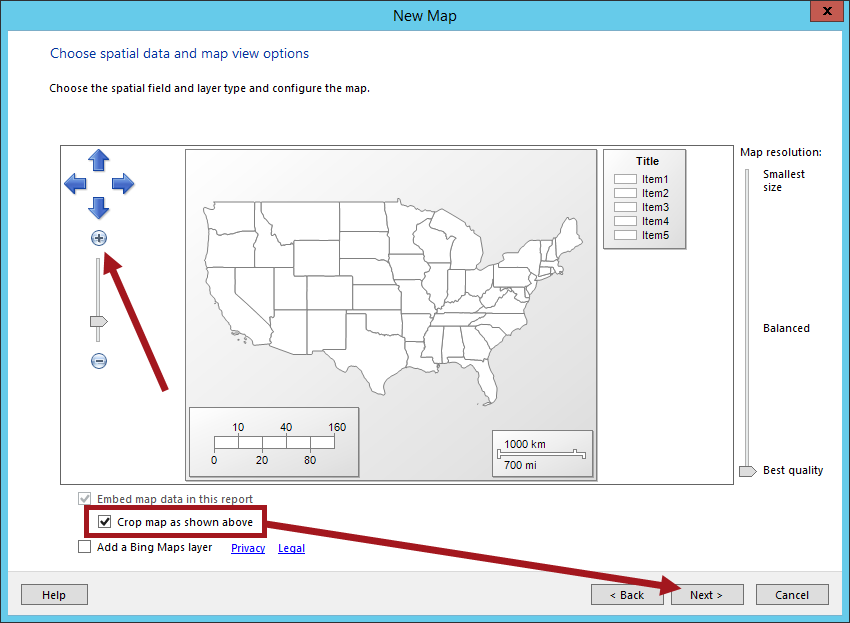 New Map
x
Choose spatial data and map view options
Choose the spatial field and layer type and configure the map.
Map resolution:
Smallest
size
Balanced
Best quality
Title
Item1
Item2
Item3
Item4
Item5
10 40 160
0 20 80
1000 km
700 mi
Embed map data in this report
Crop map as shown above
Add a Bing Maps layer Privacy Legal
Help < Back Next > Cancel